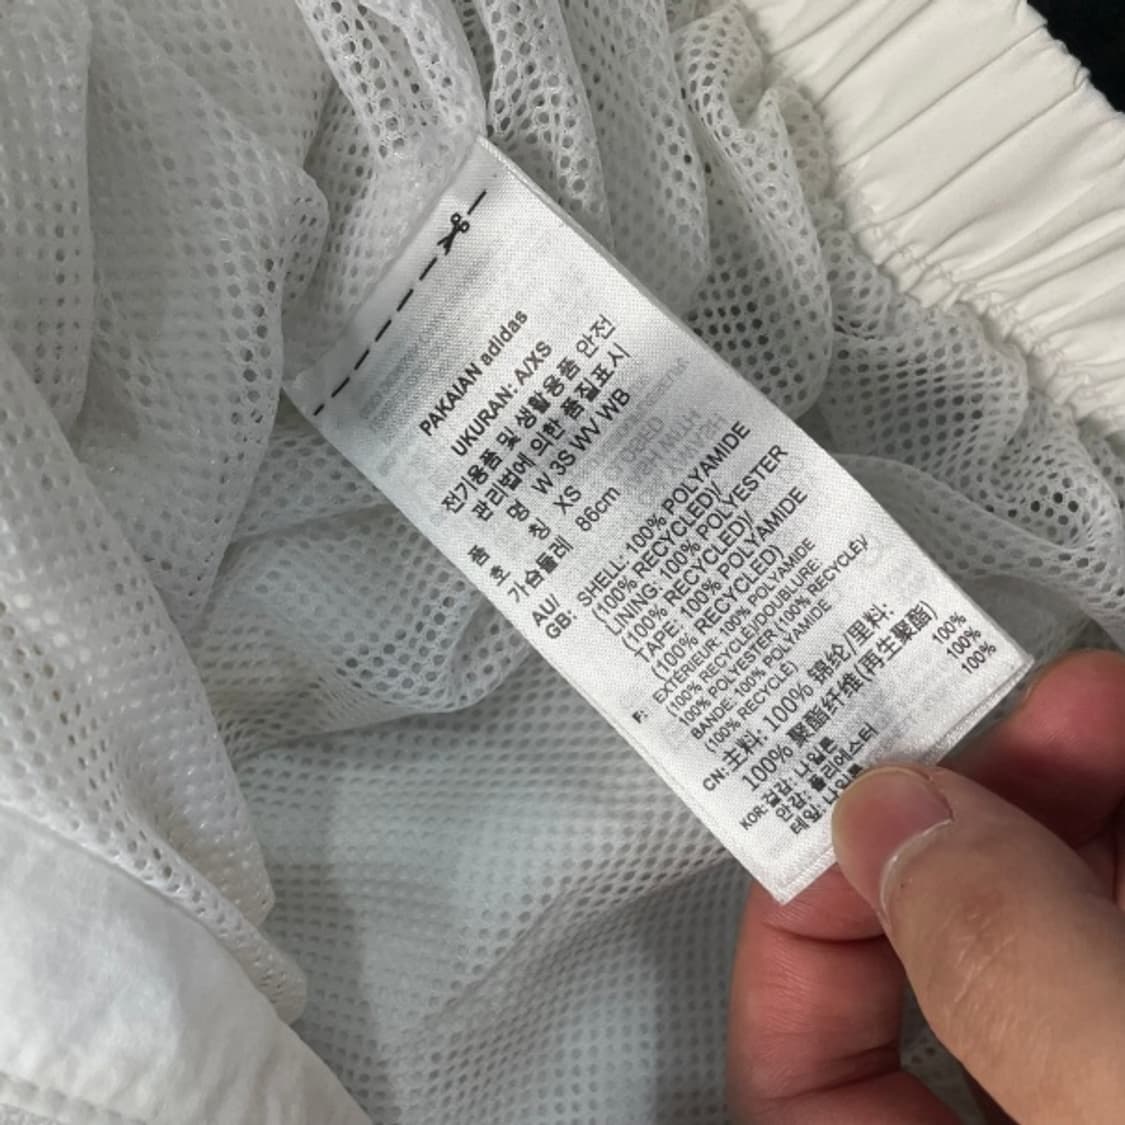 PAKAIAN adidas
UKURAN: A/XS
전기용품 및 생활용품 안전
관리법에 의한 품질표시
품 명 W 3S WV WB
호 칭 XS
가슴둘레 86cm
AU/
GB: SHELL: 100% POLYAMIDE
(100% RECYCLED)/
LINING: 100% POLYESTER
(100% RECYCLED)/
TAPE: 100% POLYAMIDE
(100% RECYCLED)
F: EXTÉRIEUR: 100% POLYAMIDE
(100% RECYCLÉ)/DOUBLURE:
100% POLYESTER (100% RECYCLÉ)/
BANDE: 100% POLYAMIDE
(100% RECYCLÉ)
CN: 主料: 100% 锦纶/里料:
100% 聚酯纤维(再生聚酯)
KOR: 겉감: 나일론 100%
안감: 폴리에스터 100%
테잎: 나일론 100%